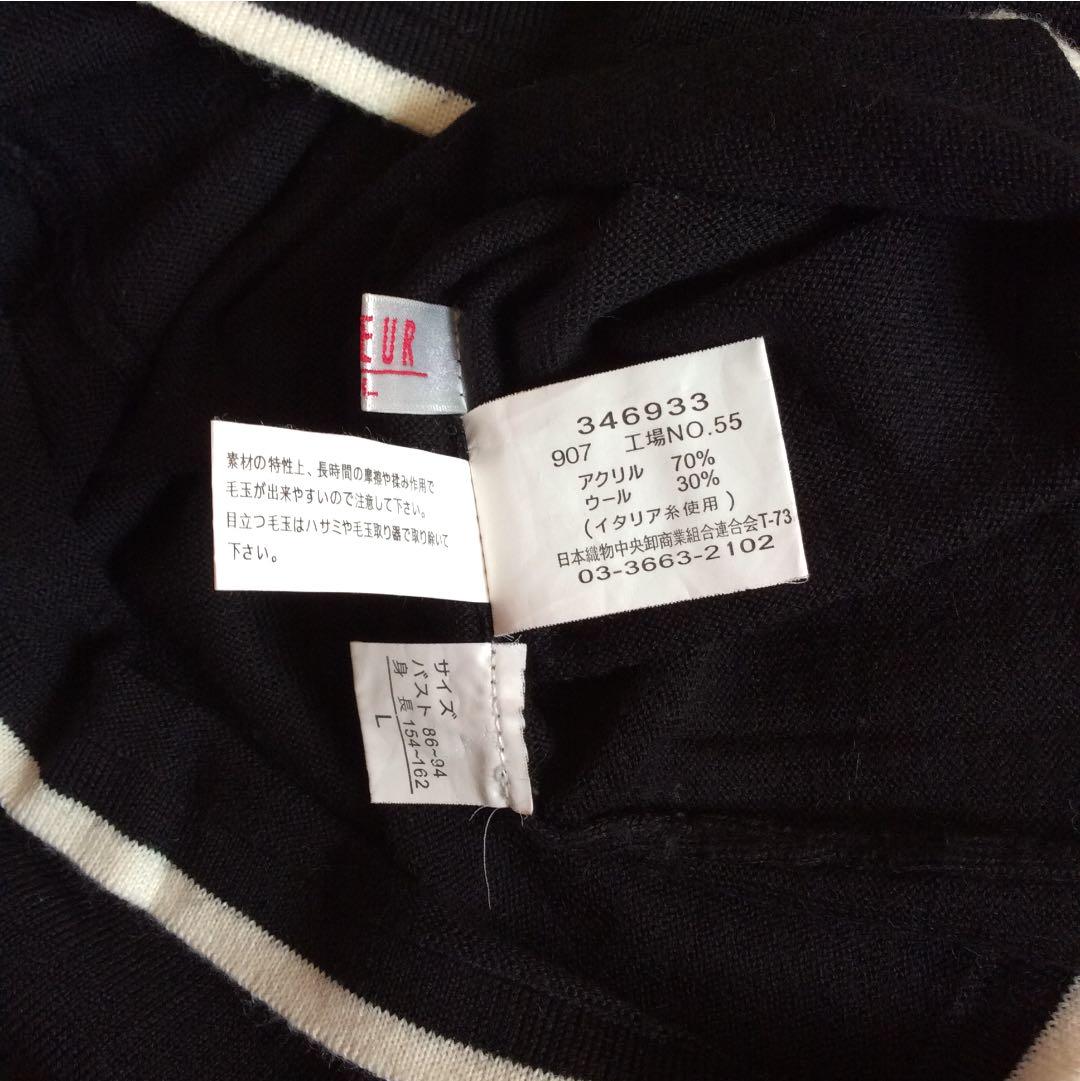 EUR
346933
907 工場NO.55
アクリル 70%
ウール 30%
(イタリア糸使用)
日本織物中央卸商業組合連合会T-73
03-3663-2102
素材の特性上、長時間の摩擦や揉み作用で
毛玉が出来やすいので注意して下さい。
目立つ毛玉はハサミや毛玉取り器で取り除いて
下さい。
サイズ
バスト 86~94
身長 154~162
L